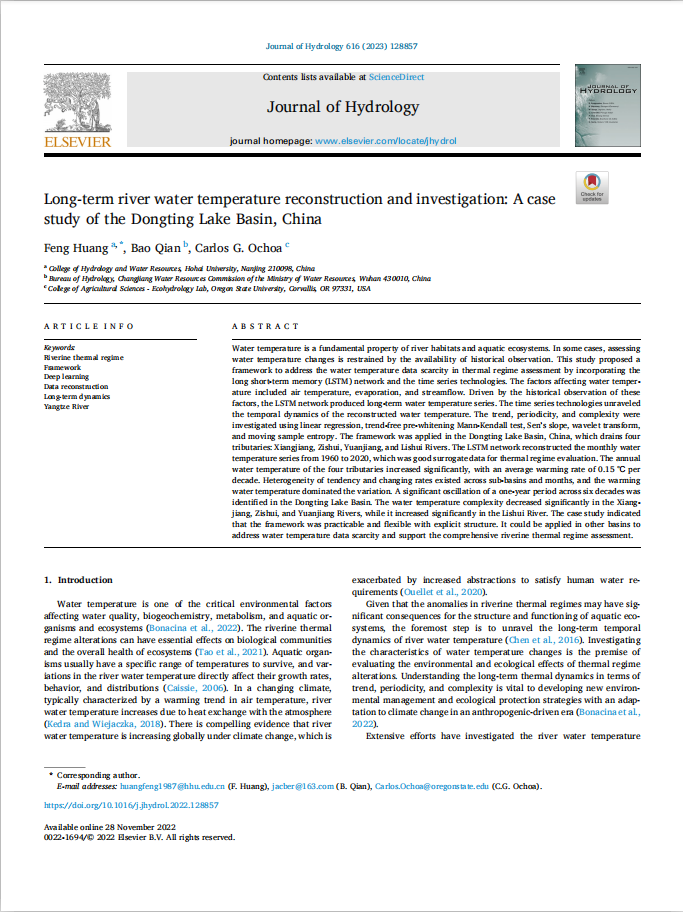 Journal of Hydrology 616 (2023) 128857
Contents lists available at ScienceDirect
Journal of Hydrology
journal homepage: www.elsevier.com/locate/jhydrol
ELSEVIER
JOURNAL OF
HYDROLOGY
Check for
updates
Long-term river water temperature reconstruction and investigation: A case
study of the Dongting Lake Basin, China
Feng Huang a,*, Bao Qian b, Carlos G. Ochoa c
a College of Hydrology and Water Resources, Hohai University, Nanjing 210098, China
b Bureau of Hydrology, Changjiang Water Resources Commission of the Ministry of Water Resources, Wuhan 430010, China
c College of Agricultural Sciences - Ecohydrology Lab, Oregon State University, Corvallis, OR 97331, USA
ARTICLE INFO
Keywords:
Riverine thermal regime
Framework
Deep learning
Data reconstruction
Long-term dynamics
Yangtze River
ABSTRACT
Water temperature is a fundamental property of river habitats and aquatic ecosystems. In some cases, assessing
water temperature changes is restrained by the availability of historical observation. This study proposed a
framework to address the water temperature data scarcity in thermal regime assessment by incorporating the
long short-term memory (LSTM) network and the time series technologies. The factors affecting water temper-
ature included air temperature, evaporation, and streamflow. Driven by the historical observation of these
factors, the LSTM network produced long-term water temperature series. The time series technologies unraveled
the temporal dynamics of the reconstructed water temperature. The trend, periodicity, and complexity were
investigated using linear regression, trend-free pre-whitening Mann-Kendall test, Sen's slope, wavelet transform,
and moving sample entropy. The framework was applied in the Dongting Lake Basin, China, which drains four
tributaries: Xiangjiang, Zishui, Yuanjiang, and Lishui Rivers. The LSTM network reconstructed the monthly water
temperature series from 1960 to 2020, which was good surrogate data for thermal regime evaluation. The annual
water temperature of the four tributaries increased significantly, with an average warming rate of 0.15 °C per
decade. Heterogeneity of tendency and changing rates existed across sub-basins and months, and the warming
water temperature dominated the variation. A significant oscillation of a one-year period across six decades was
identified in the Dongting Lake Basin. The water temperature complexity decreased significantly in the Xiang-
jiang, Zishui, and Yuanjiang Rivers, while it increased significantly in the Lishui River. The case study indicated
that the framework was practicable and flexible with explicit structure. It could be applied in other basins to
address water temperature data scarcity and support the comprehensive riverine thermal regime assessment.
1. Introduction
Water temperature is one of the critical environmental factors
affecting water quality, biogeochemistry, metabolism, and aquatic or-
ganisms and ecosystems (Bonacina et al., 2022). The riverine thermal
regime alterations can have essential effects on biological communities
and the overall health of ecosystems (Tao et al., 2021). Aquatic organ-
isms usually have a specific range of temperatures to survive, and var-
iations in the river water temperature directly affect their growth rates,
behavior, and distributions (Caissie, 2006). In a changing climate,
typically characterized by a warming trend in air temperature, river
water temperature increases due to heat exchange with the atmosphere
(Kedra and Wiejaczka, 2018). There is compelling evidence that river
water temperature is increasing globally under climate change, which is
exacerbated by increased abstractions to satisfy human water re-
quirements (Ouellet et al., 2020).
Given that the anomalies in riverine thermal regimes may have sig-
nificant consequences for the structure and functioning of aquatic eco-
systems, the foremost step is to unravel the long-term temporal
dynamics of river water temperature (Chen et al., 2016). Investigating
the characteristics of water temperature changes is the premise of
evaluating the environmental and ecological effects of thermal regime
alterations. Understanding the long-term thermal dynamics in terms of
trend, periodicity, and complexity is vital to developing new environ-
mental management and ecological protection strategies with an adap-
tation to climate change in an anthropogenic-driven era (Bonacina et al.,
2022).
Extensive efforts have investigated the river water temperature
* Corresponding author.
E-mail addresses: huangfeng1987@hhu.edu.cn (F. Huang), jacber@163.com (B. Qian), Carlos.Ochoa@oregonstate.edu (C.G. Ochoa).
https://doi.org/10.1016/j.jhydrol.2022.128857
Available online 28 November 2022
0022-1694/© 2022 Elsevier B.V. All rights reserved.